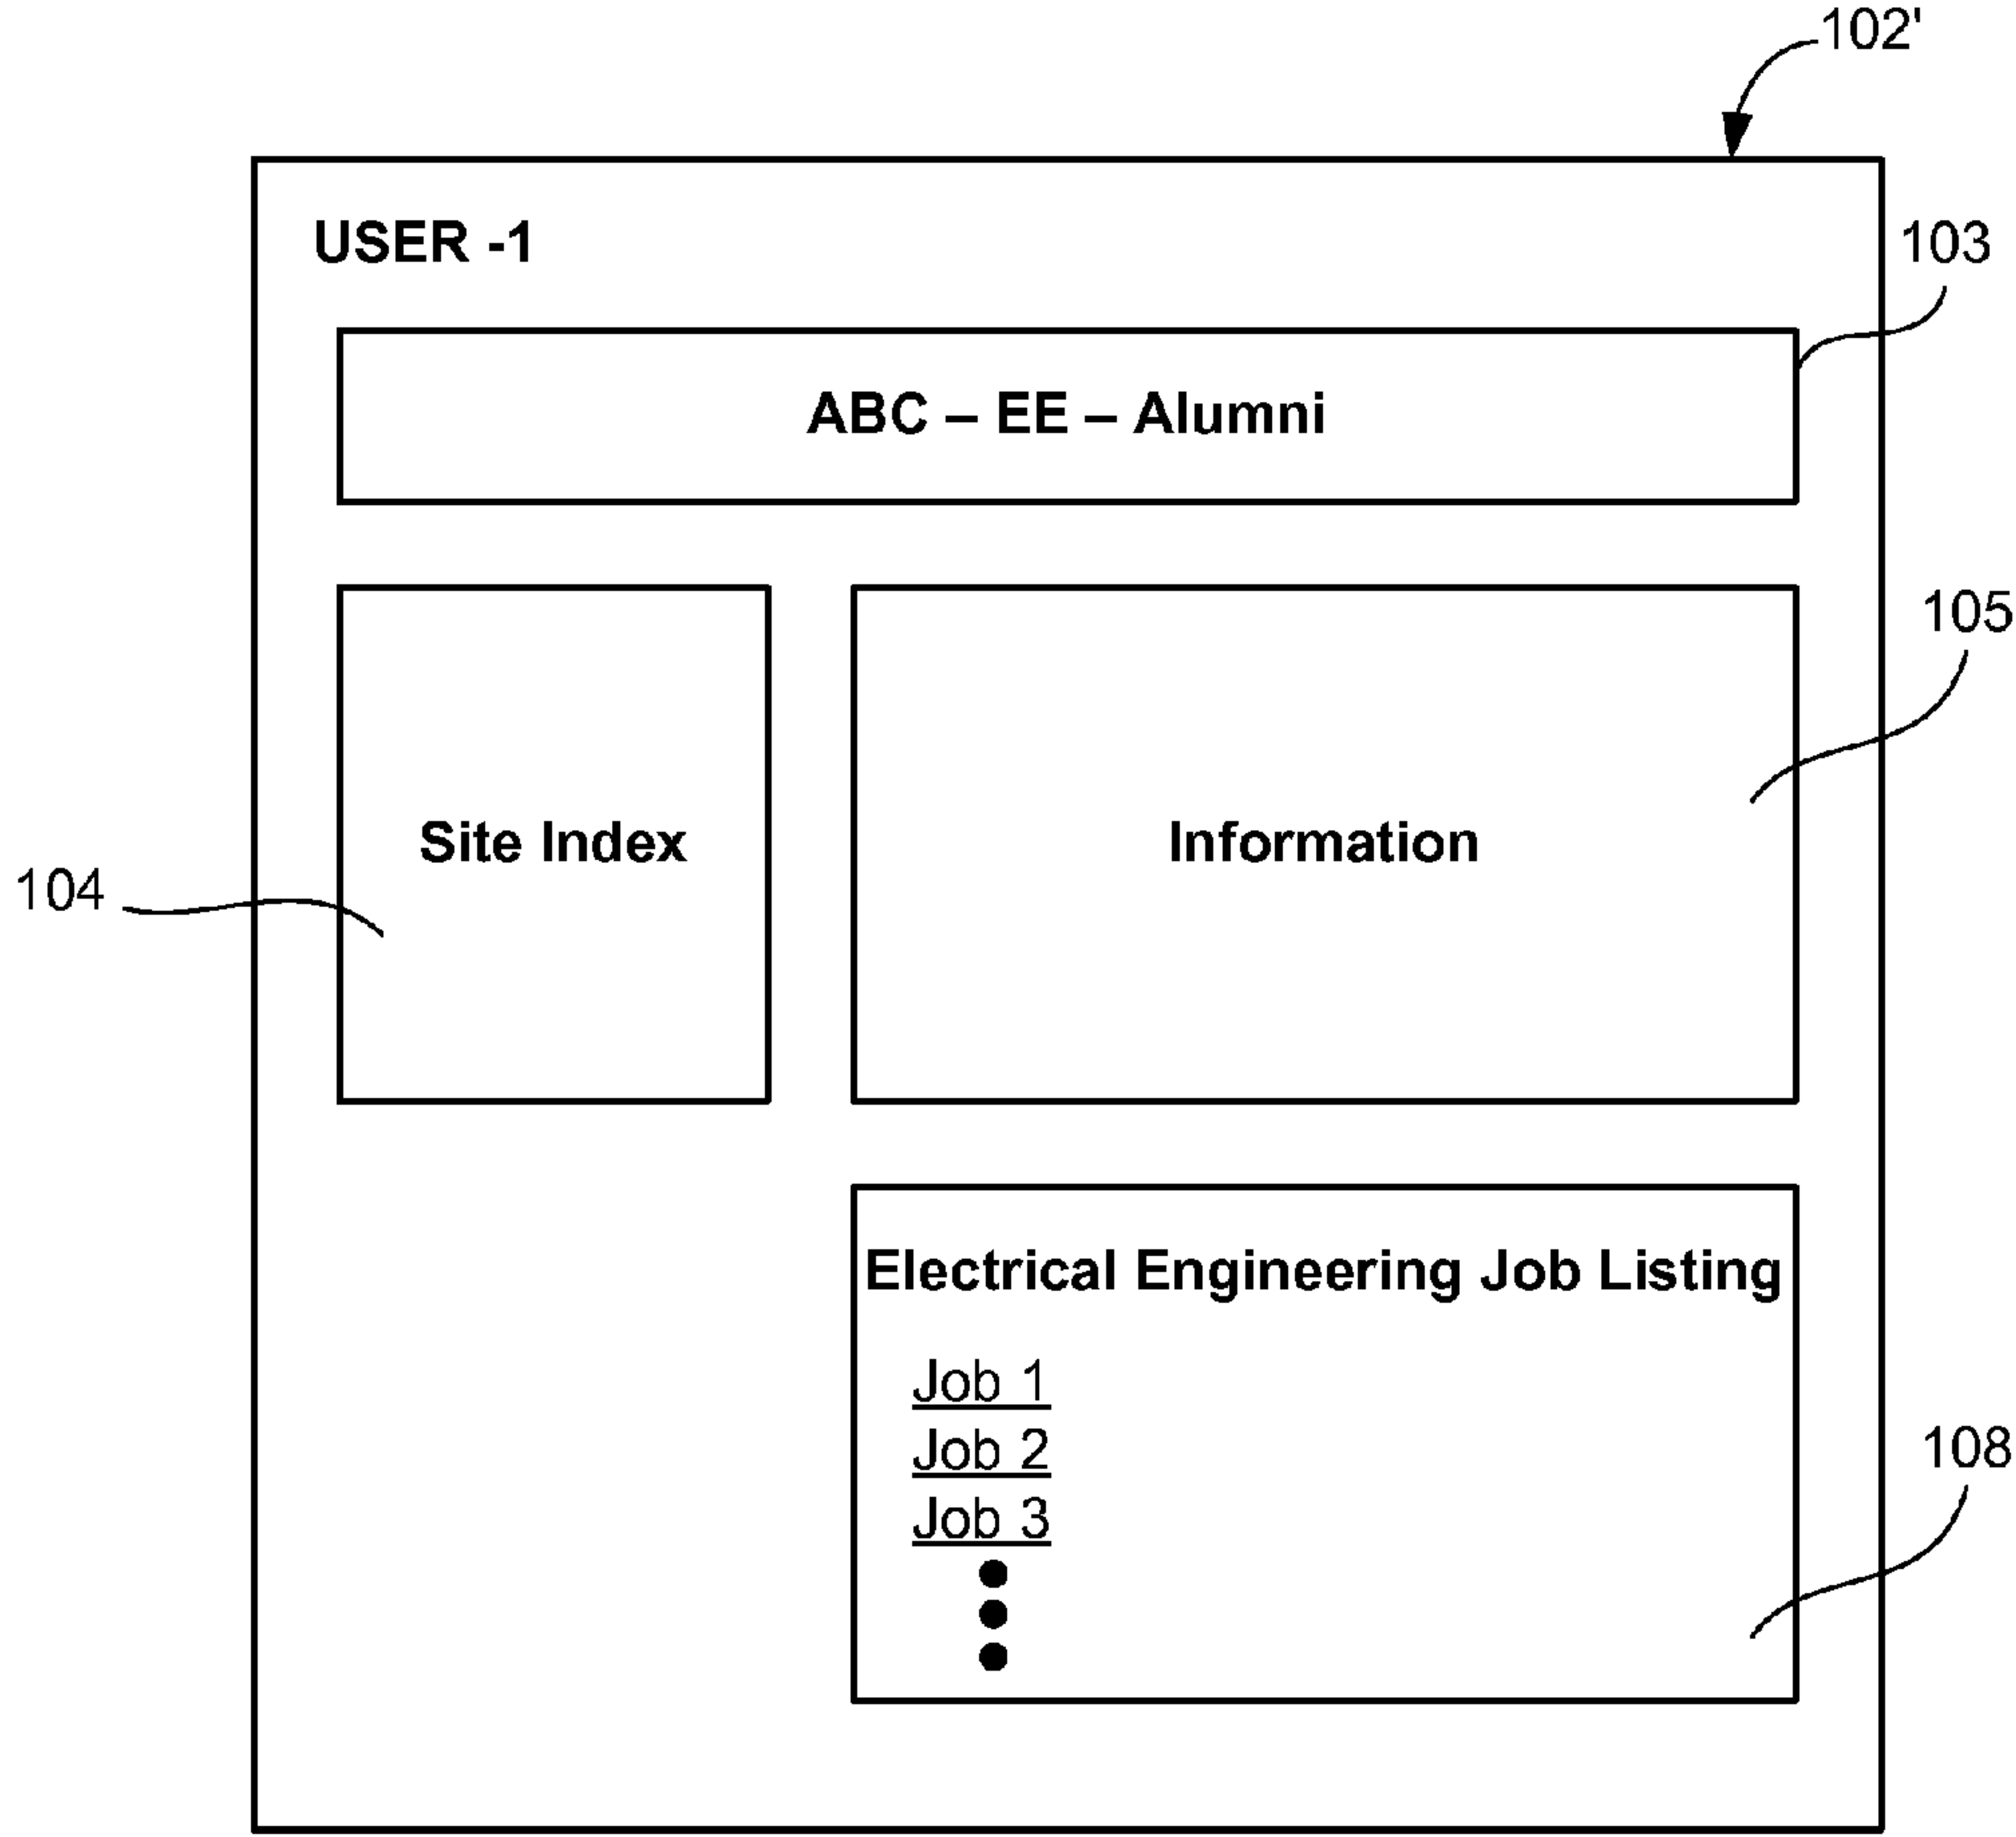 102'
USER -1
103
ABC – EE – Alumni
105
Site Index
Information
104
Electrical Engineering Job Listing
Job 1
Job 2
Job 3
108